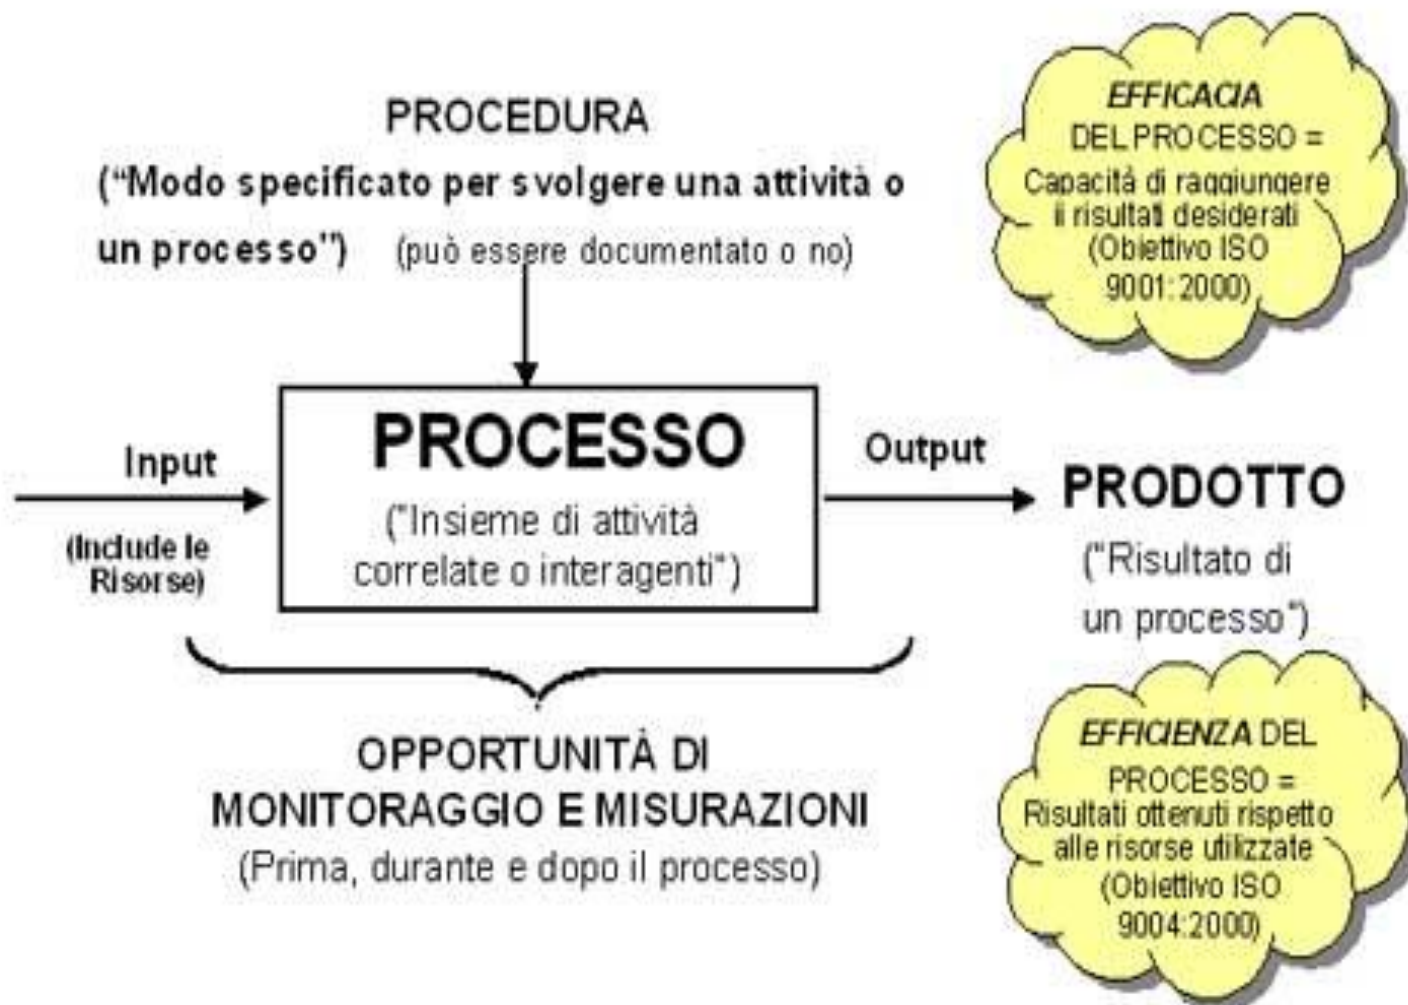 PROCEDURA
("Modo specificato per svolgere una attività o
un processo") (può essere documentato o no)
EFFICACIA
DEL PROCESSO =
Capacità di raggiungere
ii risultati desiderati
(Obiettivo ISO
9001:2000)
Input
(Include le
Risorse)
PROCESSO
("Insieme di attività
correlate o interagenti")
Output
PRODOTTO
("Risultato di
un processo")
OPPORTUNITÀ DI
MONITORAGGIO E MISURAZIONI
(Prima, durante e dopo il processo)
EFFICIENZA DEL
PROCESSO =
Risultati ottenuti rispetto
alle risorse utilizzate
(Obiettivo ISO
9004:2000)